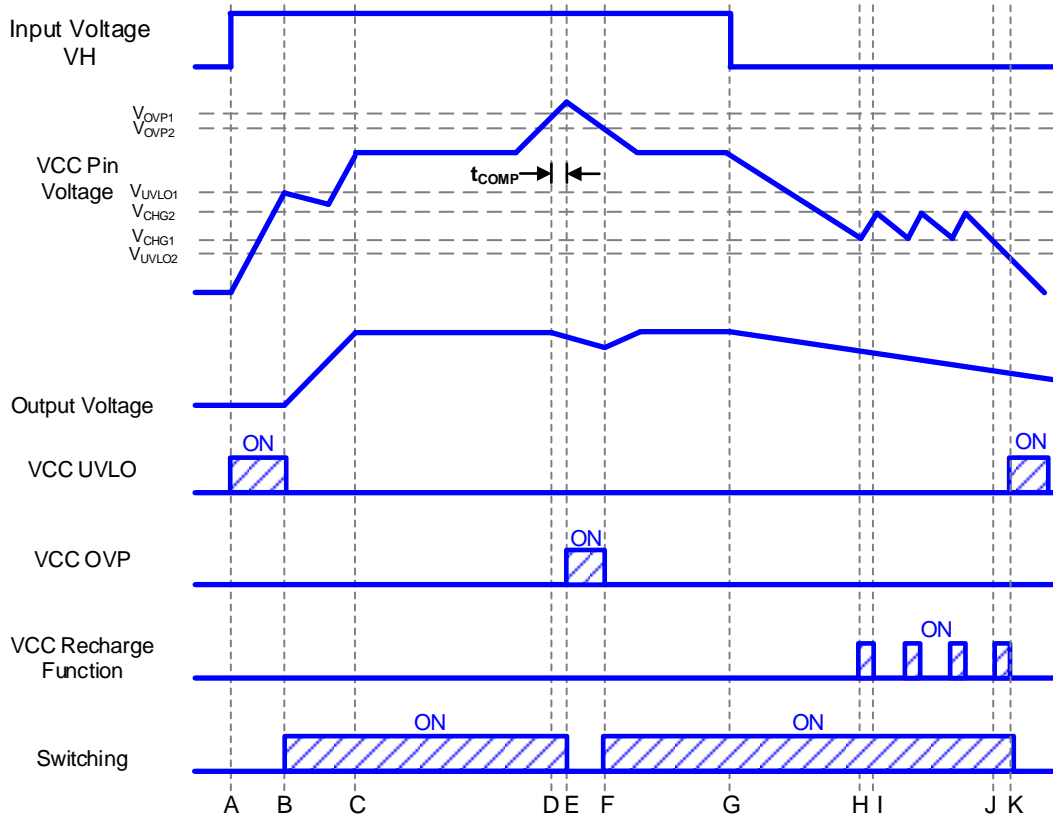 Input Voltage
VH
VOVP1
VOVP2
VCC Pin
Voltage
tCOMP
VUVLO1
VCHG2
VCHG1
VUVLO2
Output Voltage
ON
ON
VCC UVLO
ON
VCC OVP
VCC Recharge
Function
ON
ON
ON
Switching
A B C D E F G H I J K